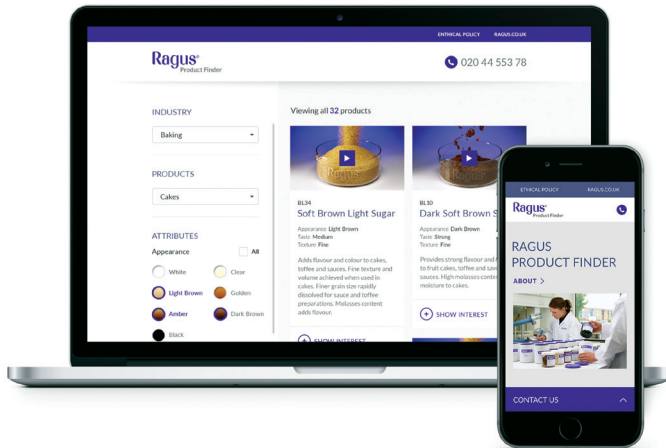 ENTHICAL POLICY RAGUS.CO.UK
Ragus®
Product Finder
020 44 553 78
INDUSTRY
Baking
PRODUCTS
Cakes
ATTRIBUTES
Appearance
All
White
Clear
Light Brown
Golden
Amber
Dark Brown
Black
Viewing all 32 products
Ragus
BL34
Soft Brown Light Sugar
Appearance Light Brown
Taste Medium
Texture Fine
Adds flavour and colour to cakes,
toffee and sauces. Fine texture and
volume achieved when used in
cakes. Finer grain size rapidly
dissolved for sauce and toffee
preparations. Molasses content
adds flavour.
SHOW INTEREST
Ragus
BL10
Dark Soft Brown S
Appearance Dark Brown
Taste Strong
Texture Fine
Provides strong flavour and
to fruit cakes, toffee and
sauces. High molasses
moisture to cakes.
SHOW INTEREST
ETHICAL POLICY RAGUS.CO.UK
Ragus®
Product Finder
RAGUS
PRODUCT FINDER
ABOUT
CONTACT US